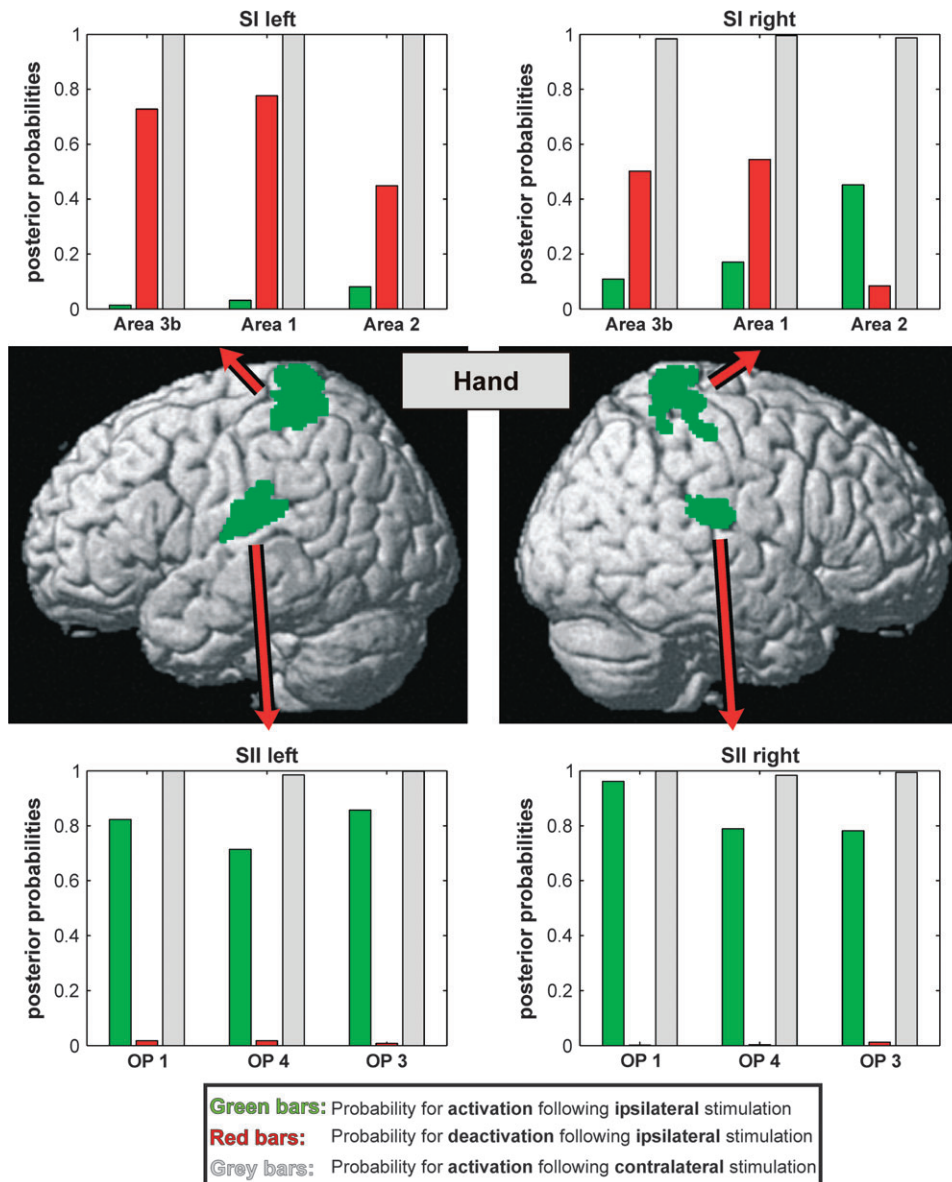 SI left
posterior probabilities
1
0.8
0.6
0.4
0.2
0
Area 3b Area 1 Area 2
SI right
posterior probabilities
1
0.8
0.6
0.4
0.2
0
Area 3b Area 1 Area 2
Hand
SII left
posterior probabilities
1
0.8
0.6
0.4
0.2
0
OP 1 OP 4 OP 3
SII right
posterior probabilities
1
0.8
0.6
0.4
0.2
0
OP 1 OP 4 OP 3
Green bars: Probability for activation following ipsilateral stimulation
Red bars: Probability for deactivation following ipsilateral stimulation
Grey bars: Probability for activation following contralateral stimulation